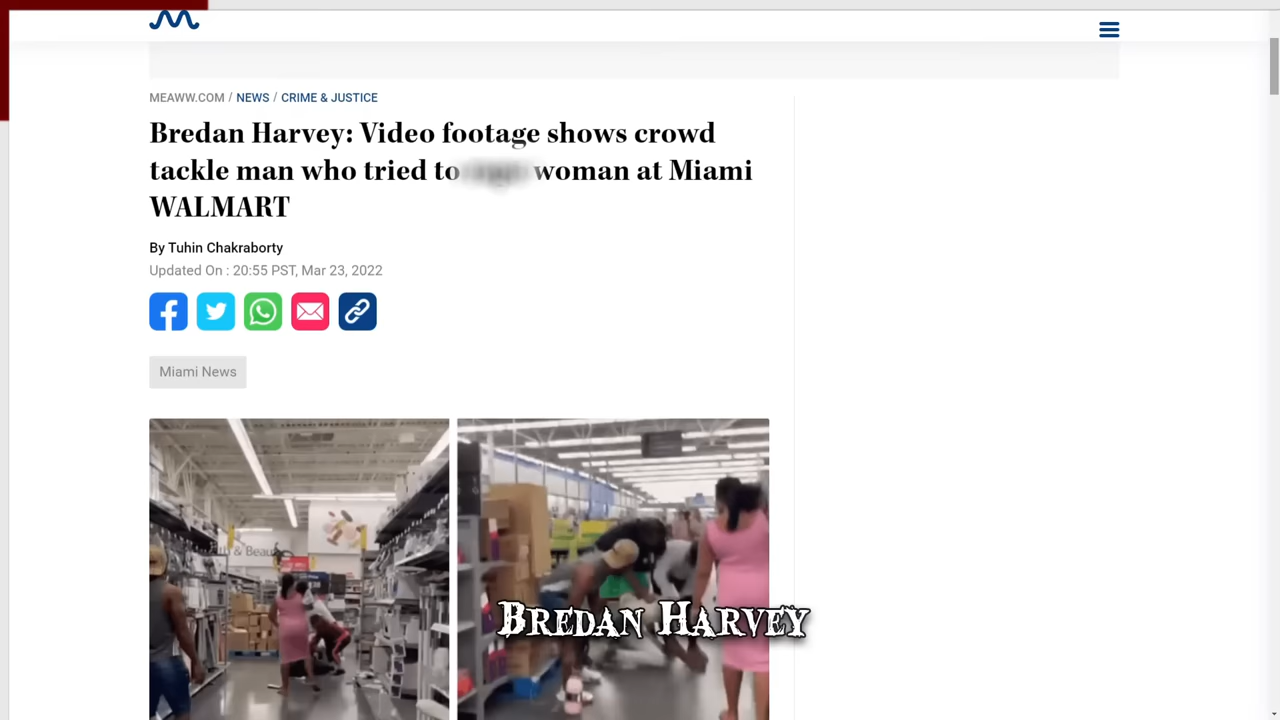 MEAWW.COM / NEWS / CRIME & JUSTICE
Bredan Harvey: Video footage shows crowd
tackle man who tried to woman at Miami
WALMART
By Tuhin Chakraborty
Updated On : 20:55 PST, Mar 23, 2022
Miami News
BREDAN HARVEY